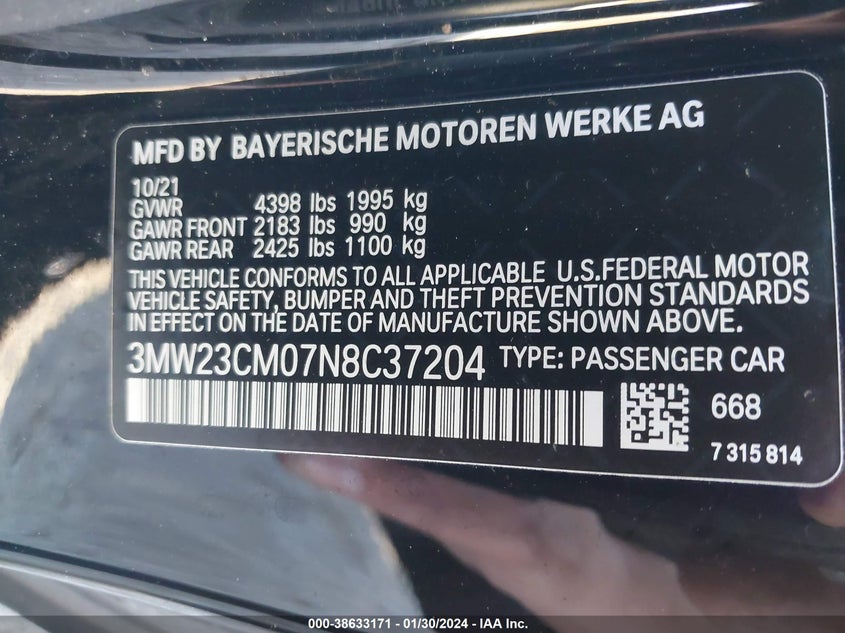 MFD BY BAYERISCHE MOTOREN WERKE AG
10/21
GVWR 4398 lbs 1995 kg
GAWR FRONT 2183 lbs 990 kg
GAWR REAR 2425 lbs 1100 kg
THIS VEHICLE CONFORMS TO ALL APPLICABLE U.S.FEDERAL MOTOR
VEHICLE SAFETY, BUMPER AND THEFT PREVENTION STANDARDS
IN EFFECT ON THE DATE OF MANUFACTURE SHOWN ABOVE.
3MW23CM07N8C37204 TYPE: PASSENGER CAR
668
7 315 814
000-38633171 - 01/30/2024 - IAA Inc.